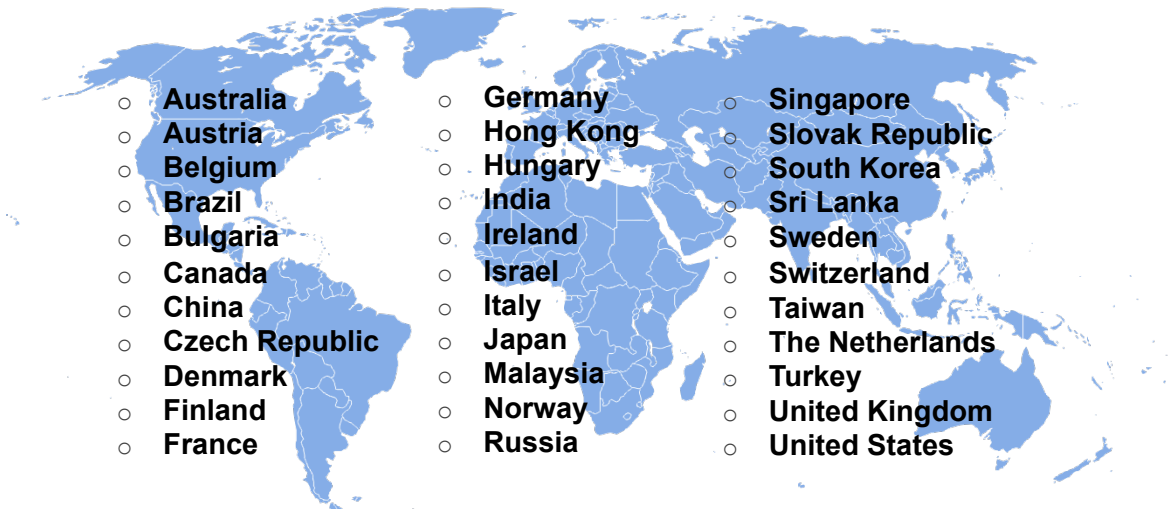 Australia
Austria
Belgium
Brazil
Bulgaria
Canada
China
Czech Republic
Denmark
Finland
France
Germany
Hong Kong
Hungary
India
Ireland
Israel
Italy
Japan
Malaysia
Norway
Russia
Singapore
Slovak Republic
South Korea
Sri Lanka
Sweden
Switzerland
Taiwan
The Netherlands
Turkey
United Kingdom
United States